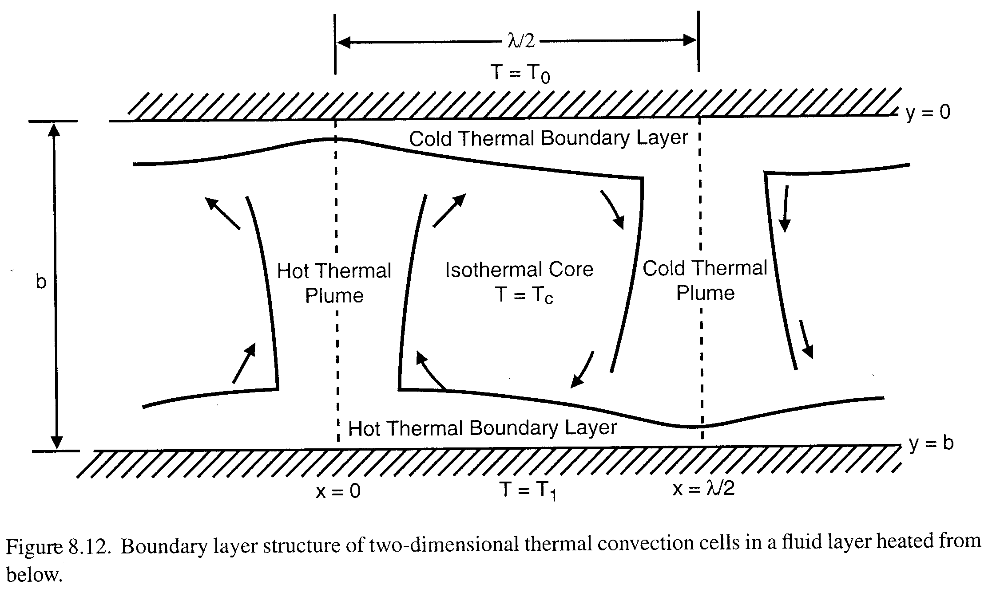 λ/2
T = T0
y = 0
Cold Thermal Boundary Layer
b
Hot Thermal
Plume
Isothermal Core
T = Tc
Cold Thermal
Plume
Hot Thermal Boundary Layer
y = b
x = 0
T = T1
x = λ/2
Figure 8.12. Boundary layer structure of two-dimensional thermal convection cells in a fluid layer heated from
below.